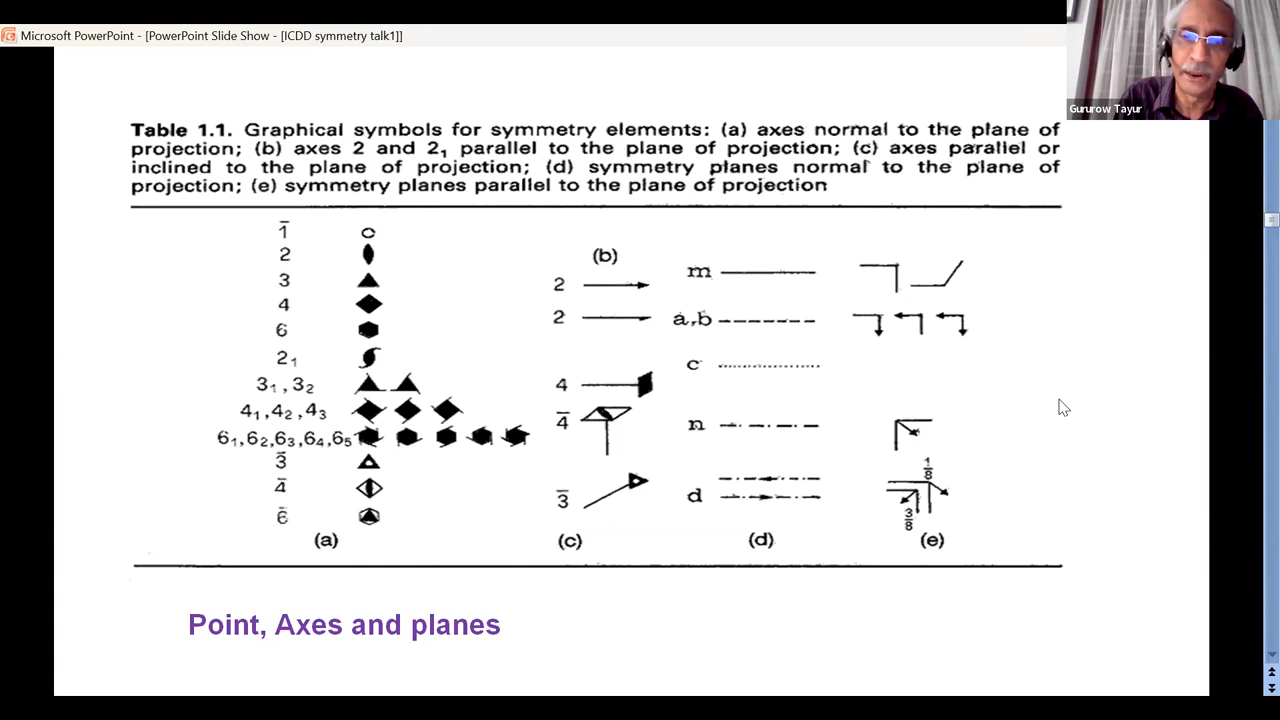 Microsoft PowerPoint - [PowerPoint Slide Show - [ICDD symmetry talk1]]
Gururow Tayur
Table 1.1. Graphical symbols for symmetry elements: (a) axes normal to the plane of
projection; (b) axes 2 and 2₁ parallel to the plane of projection; (c) axes parallel or
inclined to the plane of projection; (d) symmetry planes normal to the plane of
projection; (e) symmetry planes parallel to the plane of projection
1̄
2
3
4
6
2₁
3₁, 3₂
4₁, 4₂, 4₃
6₁, 6₂, 6₃, 6₄, 6₅
3̄
4̄
6̄
(a)
(b)
2
2
4
4̄
3̄
(c)
m
a,b
c
n
d
(d)
1/8
3/8
(e)
Point, Axes and planes